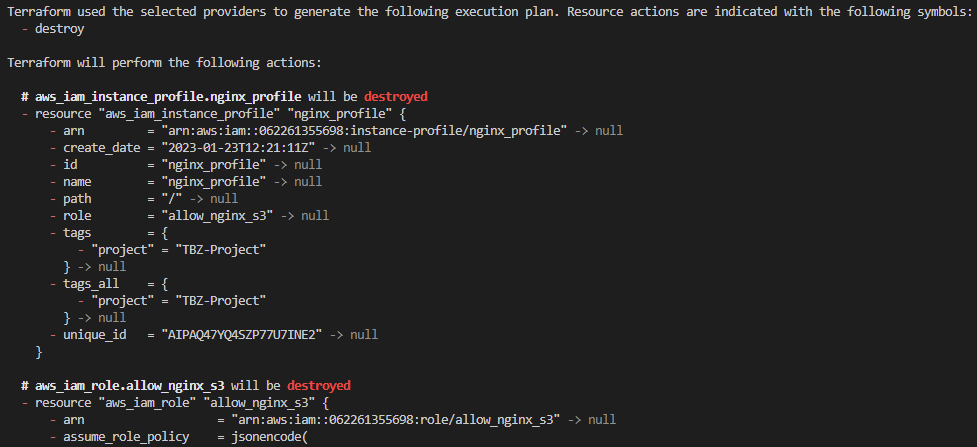 Terraform used the selected providers to generate the following execution plan. Resource actions are indicated with the following symbols:
  - destroy

Terraform will perform the following actions:

  # aws_iam_instance_profile.nginx_profile will be destroyed
  - resource "aws_iam_instance_profile" "nginx_profile" {
      - arn         = "arn:aws:iam::062261355698:instance-profile/nginx_profile" -> null
      - create_date = "2023-01-23T12:21:11Z" -> null
      - id          = "nginx_profile" -> null
      - name        = "nginx_profile" -> null
      - path        = "/" -> null
      - role        = "allow_nginx_s3" -> null
      - tags        = {
          - "project" = "TBZ-Project"
        } -> null
      - tags_all    = {
          - "project" = "TBZ-Project"
        } -> null
      - unique_id   = "AIPAQ47YQ4SZP77U7INE2" -> null
    }

  # aws_iam_role.allow_nginx_s3 will be destroyed
  - resource "aws_iam_role" "allow_nginx_s3" {
      - arn                   = "arn:aws:iam::062261355698:role/allow_nginx_s3" -> null
      - assume_role_policy    = jsonencode(